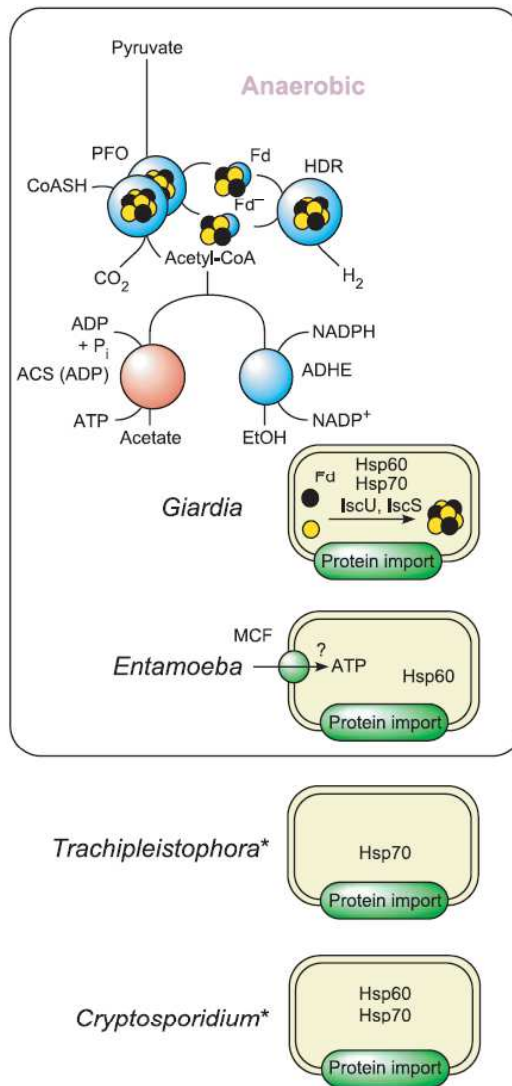 Pyruvate
Anaerobic
PFO
Fd
HDR
CoASH
Fd⁻
Acetyl-CoA
CO₂
H₂
ADP
+ Pᵢ
NADPH
ACS (ADP)
ADHE
ATP
NADP⁺
Acetate
EtOH
Giardia
Fd
Hsp60
Hsp70
IscU, IscS
Protein import
Entamoeba
MCF
?
ATP
Hsp60
Protein import
Trachipleistophora*
Hsp70
Protein import
Cryptosporidium*
Hsp60
Hsp70
Protein import